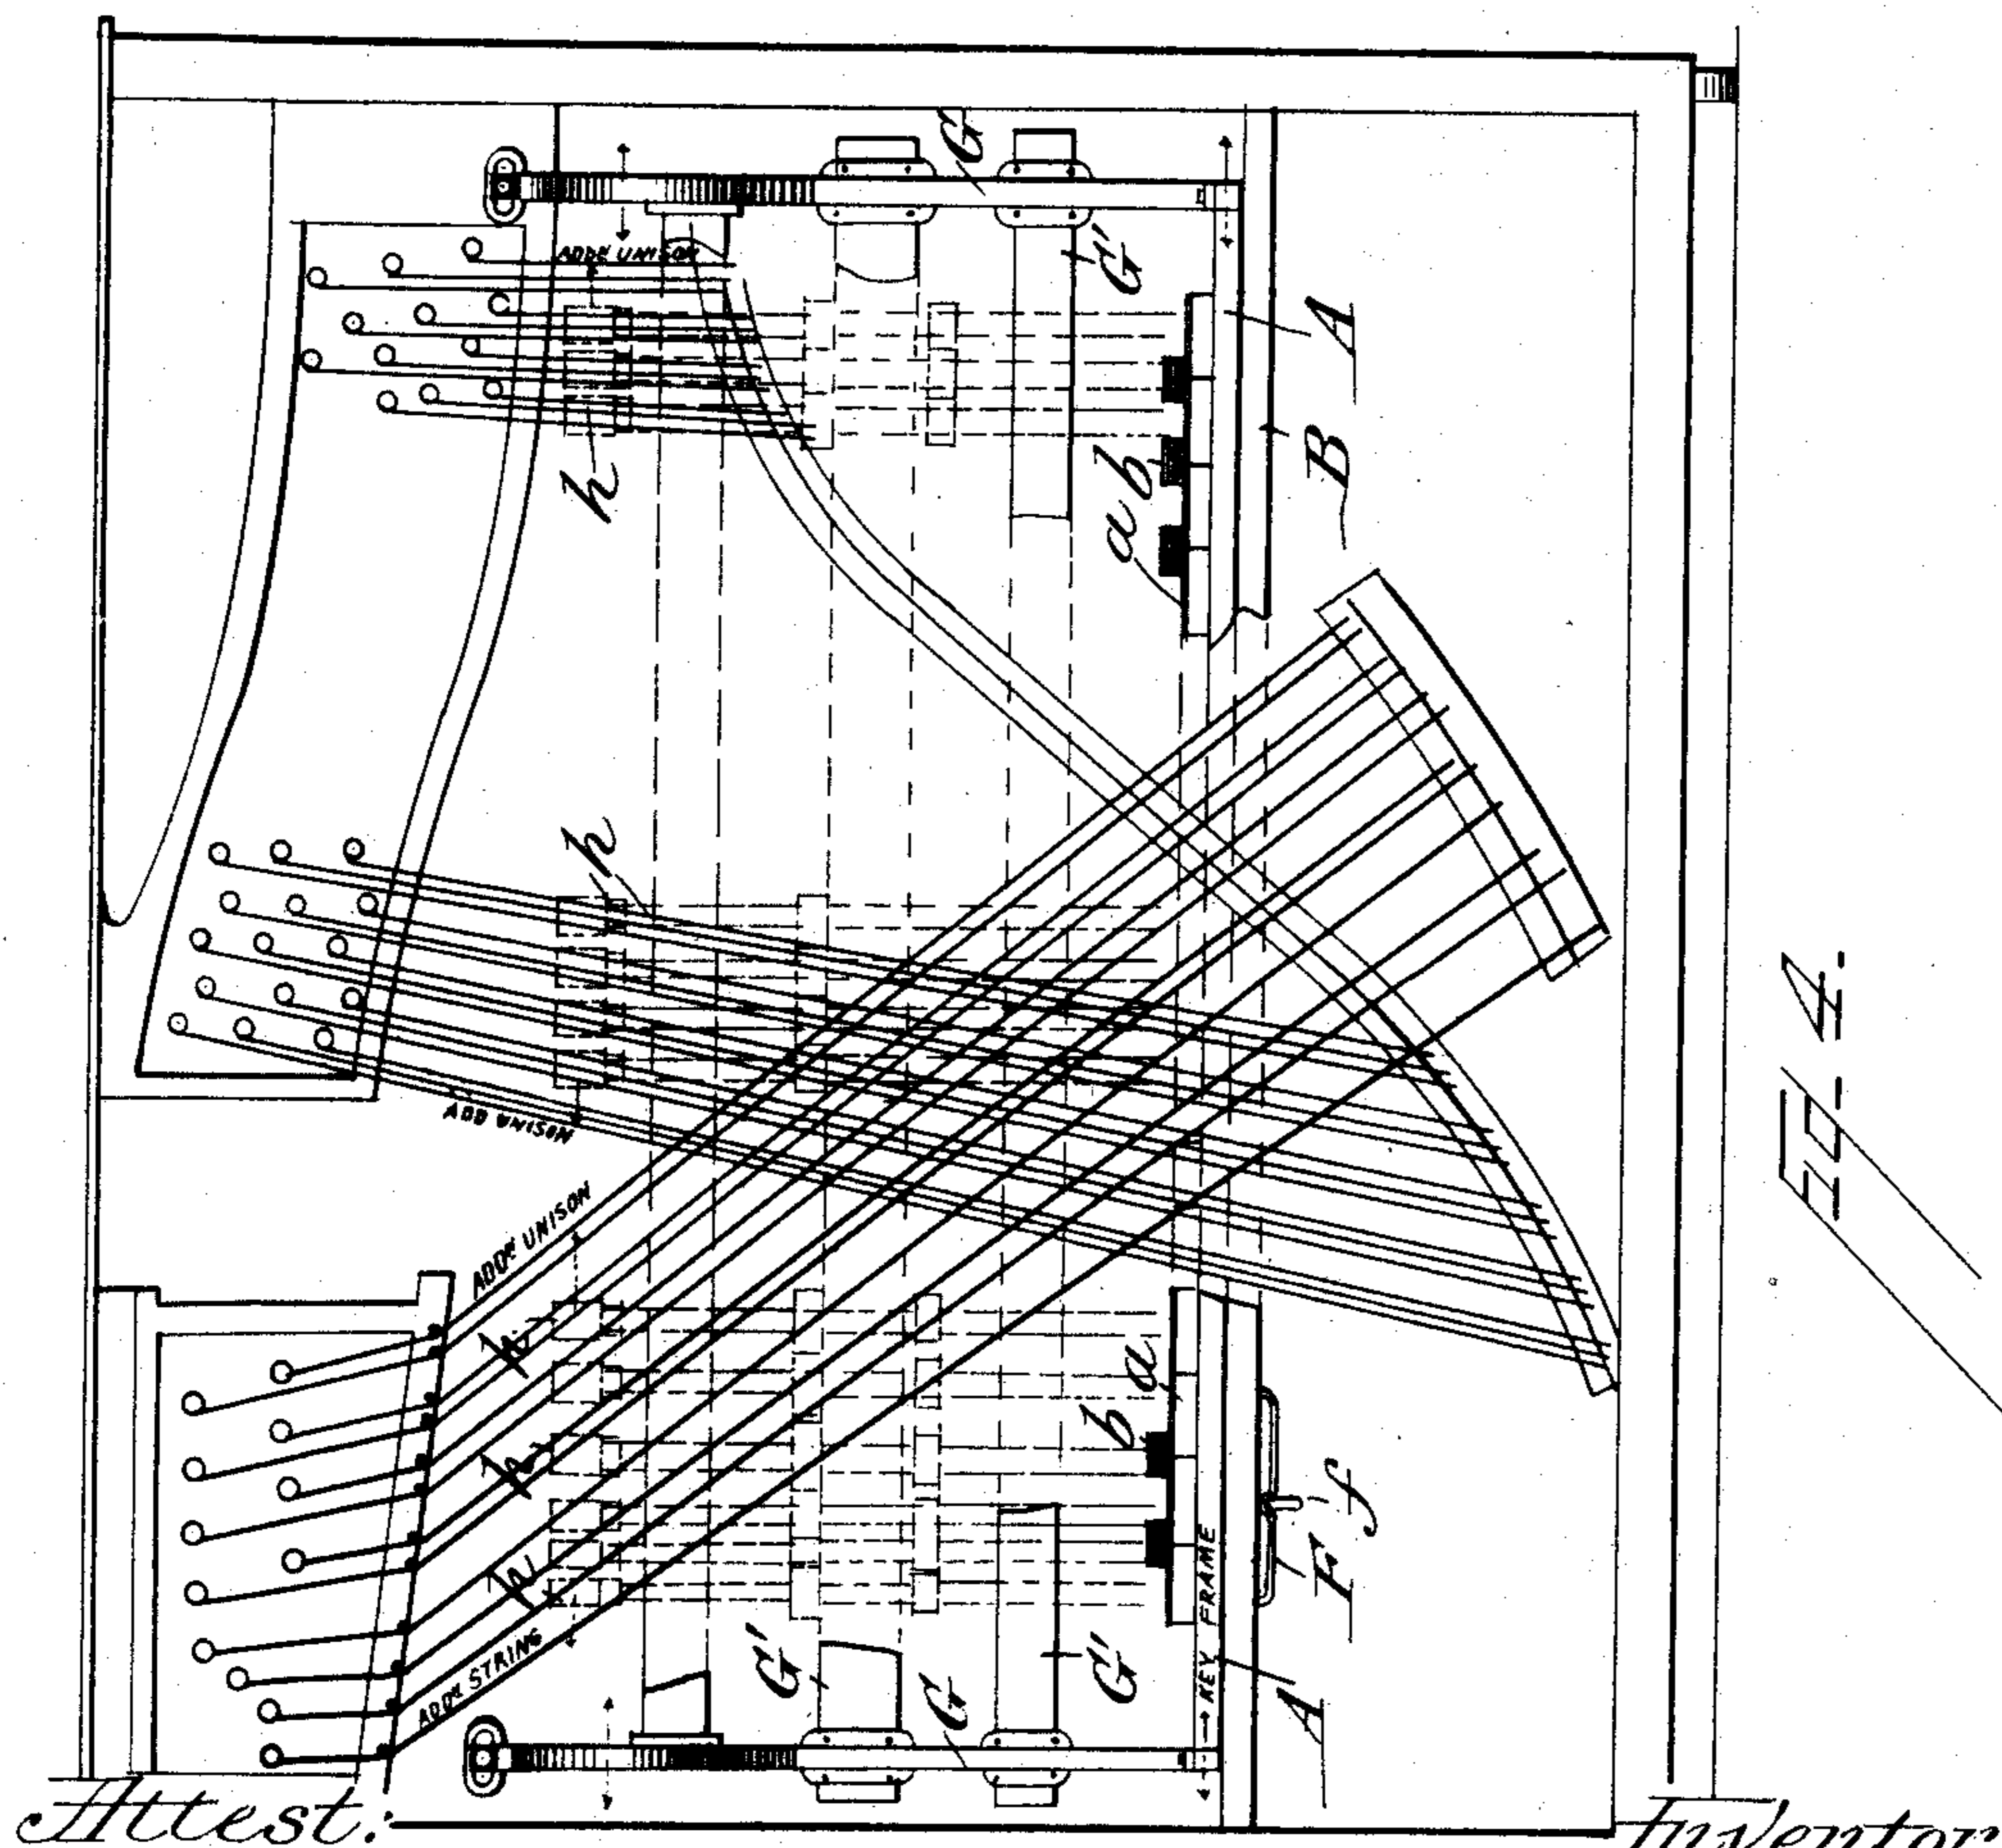 G
ADD'L UNISON
G'
A
h
B
a b
h
ADD UNISON
Fig. 4.
ADD'L UNISON
h
a
b
h
KEY FRAME
F f
h
ADD'L STRING
G'
G
G'
A
Attest:
Inventor